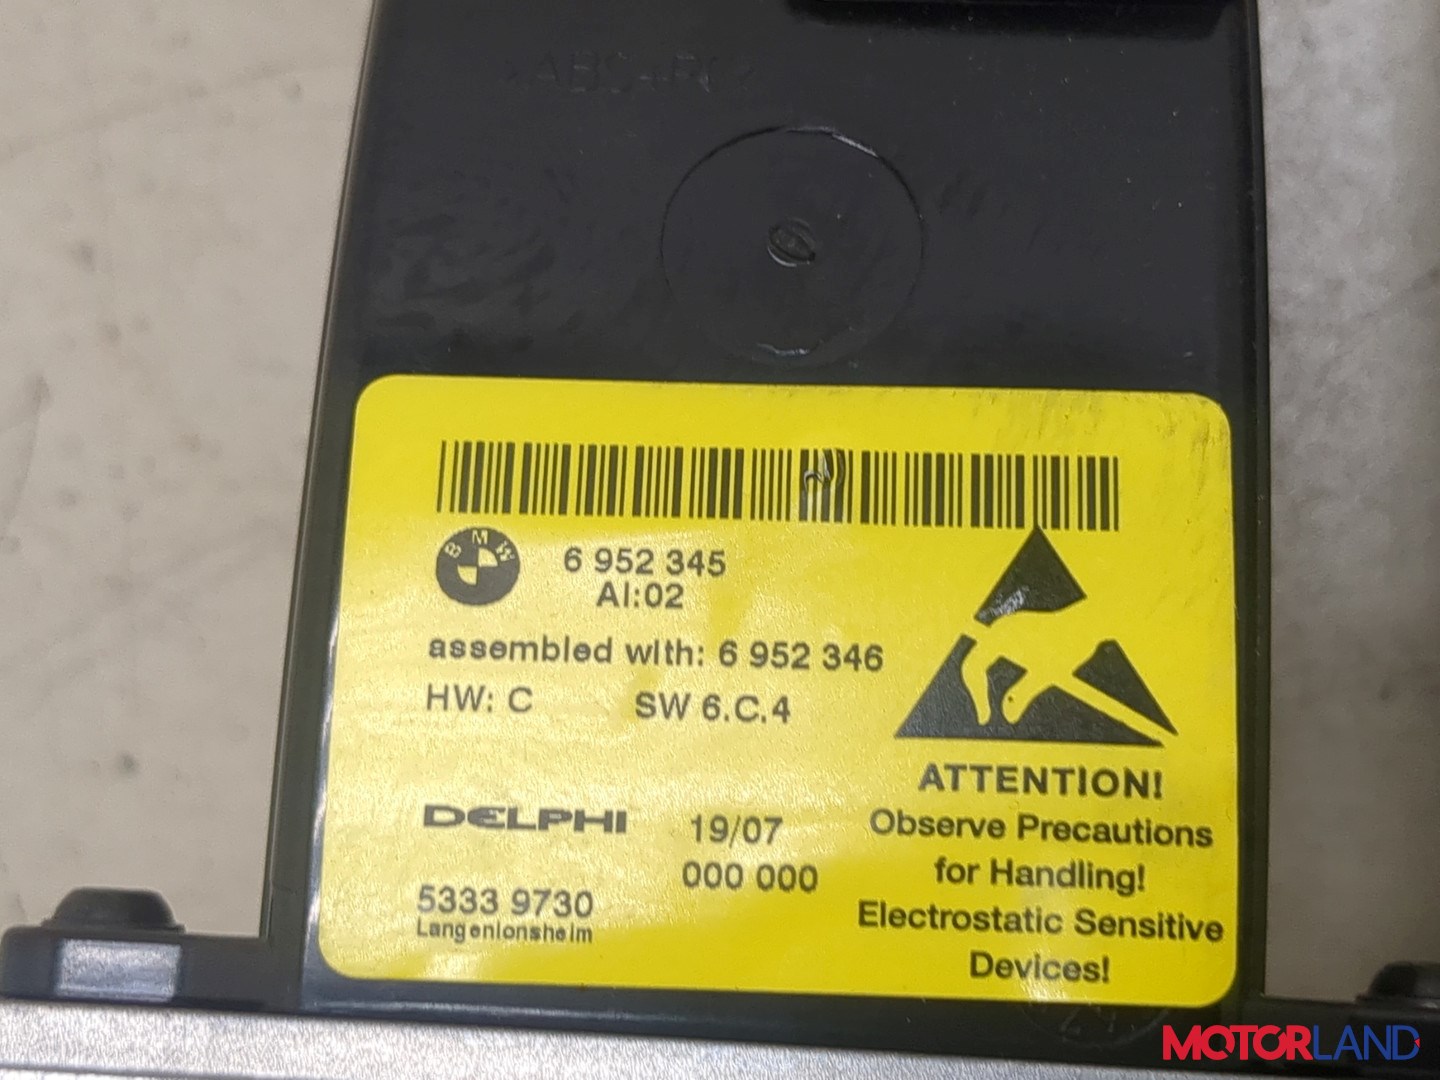 BMW
6 952 345
AI:02
assembled with: 6 952 346
HW: C SW 6.C.4
DELPHI 19/07
000 000
5333 9730
Langenlonsheim
ATTENTION!
Observe Precautions
for Handling!
Electrostatic Sensitive
Devices!
MOTORLAND